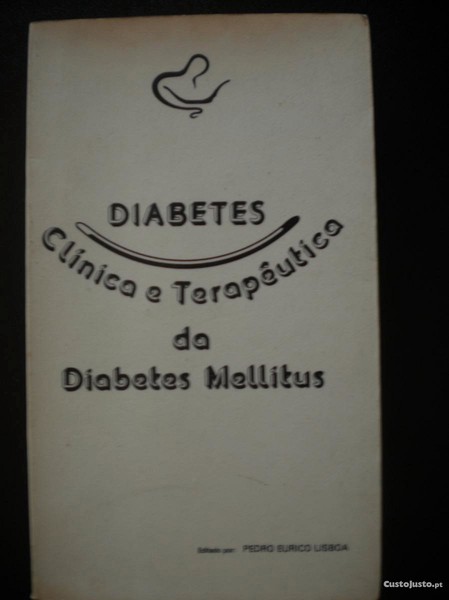 DIABETES
Clínica e Terapêutica
da
Diabetes Mellitus
Editado por: PEDRO EURICO LISBOA
CustoJusto.pt